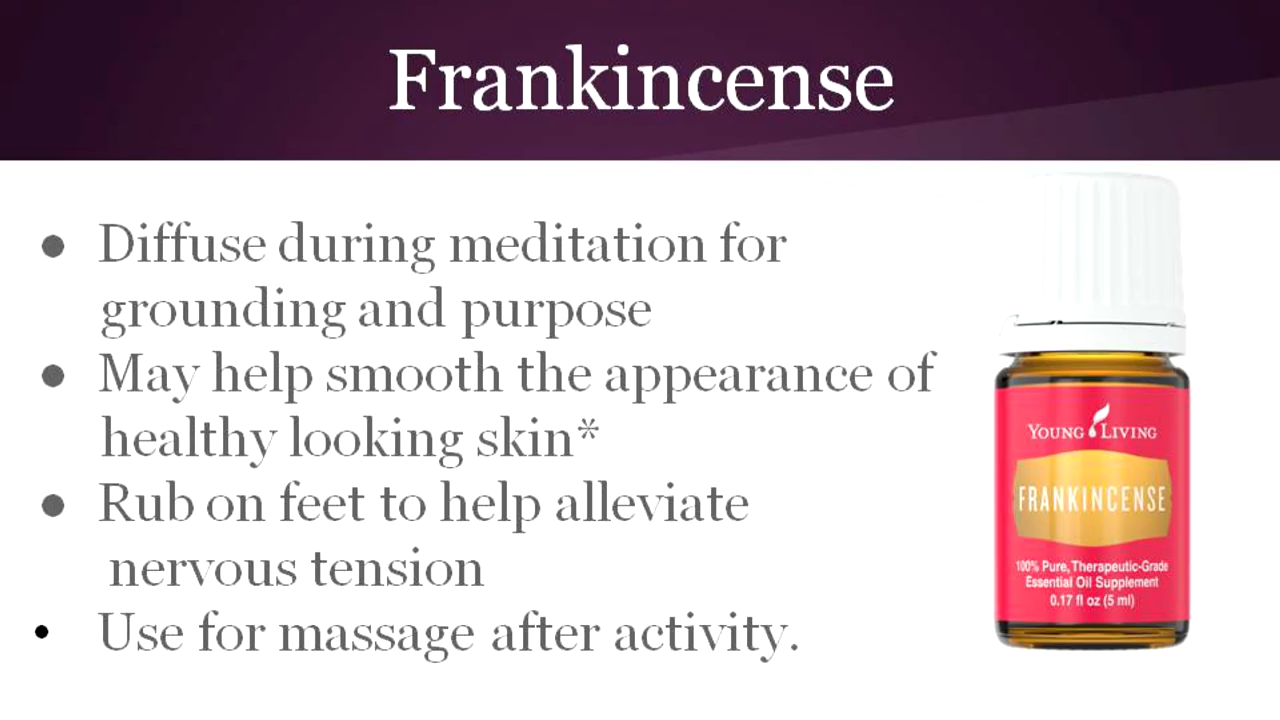 Frankincense
● Diffuse during meditation for
grounding and purpose
● May help smooth the appearance of
healthy looking skin*
● Rub on feet to help alleviate
nervous tension
• Use for massage after activity.
YOUNG LIVING
FRANKINCENSE
100% Pure, Therapeutic-Grade
Essential Oil Supplement
0.17 fl oz (5 ml)